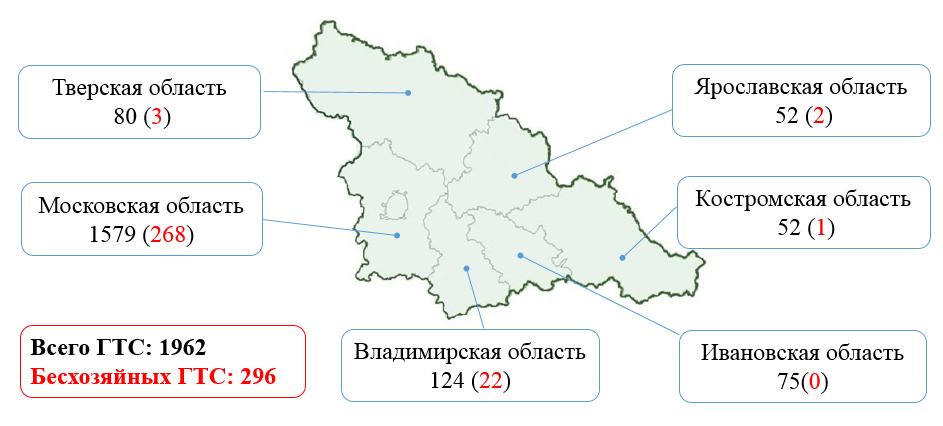 Тверская область
80 (3)
Ярославская область
52 (2)
Московская область
1579 (268)
Костромская область
52 (1)
Всего ГТС: 1962
Бесхозяйных ГТС: 296
Владимирская область
124 (22)
Ивановская область
75(0)